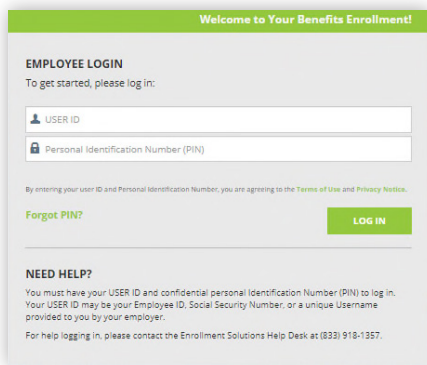 Welcome to Your Benefits Enrollment!
EMPLOYEE LOGIN
To get started, please log in:
USER ID
Personal Identification Number (PIN)
By entering your user ID and Personal Identification Number, you are agreeing to the Terms of Use and Privacy Notice.
Forgot PIN?
LOG IN
NEED HELP?
You must have your USER ID and confidential personal Identification Number (PIN) to log in.
Your USER ID may be your Employee ID, Social Security Number, or a unique Username
provided to you by your employer.
For help logging in, please contact the Enrollment Solutions Help Desk at (833) 918-1357.